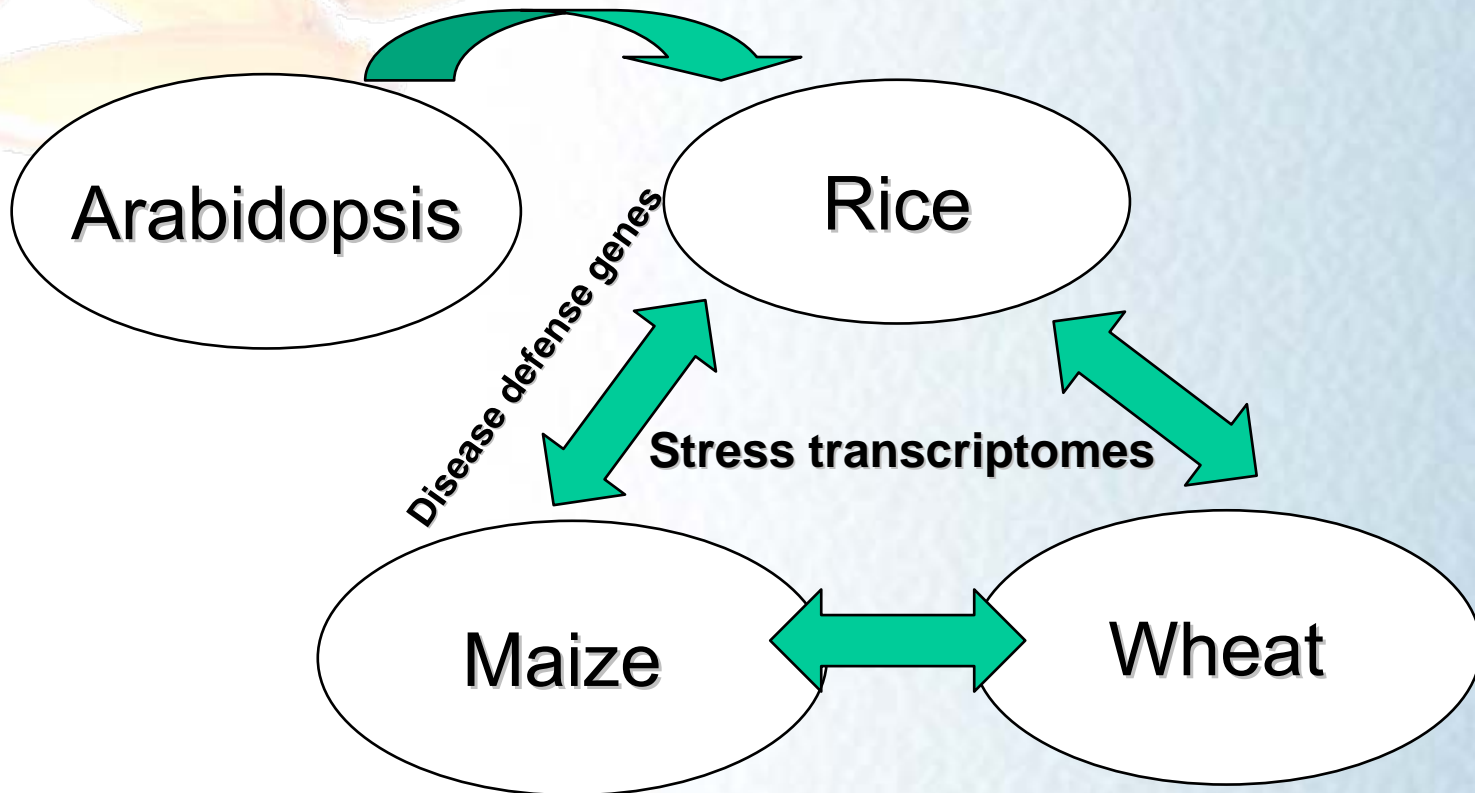 Arabidopsis
Rice
Disease defense genes
Stress transcriptomes
Maize
Wheat